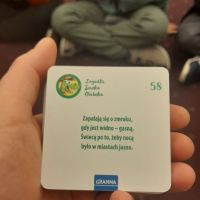 Zagadki
Smoka
Obiboka
58
Zapalają się o zmroku,
gdy jest widno – gasną.
Świecą po to, żeby nocą
było w miastach jasno.
GRANNA